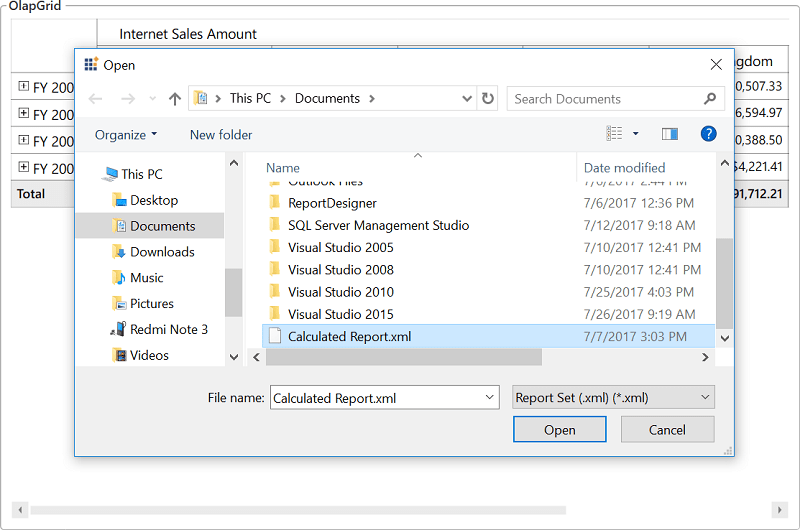 OlapGrid
Internet Sales Amount
Open
This PC > Documents >
Search Documents
Organize
New folder
This PC
Desktop
Documents
Downloads
Music
Pictures
Redmi Note 3
Videos
Name Date modified
Outlook Files 7/6/2017 2:44 PM
ReportDesigner 7/6/2017 12:36 PM
SQL Server Management Studio 7/12/2017 9:18 AM
Visual Studio 2005 7/10/2017 12:41 PM
Visual Studio 2008 7/10/2017 12:41 PM
Visual Studio 2010 7/25/2017 4:03 PM
Visual Studio 2015 7/26/2017 9:19 AM
Calculated Report.xml 7/7/2017 3:03 PM
File name: Calculated Report.xml Report Set (.xml) (*.xml)
Open Cancel
gdom
FY 200 0,507.33
FY 200 6,594.97
FY 200 0,388.50
FY 200 54,221.41
Total 91,712.21